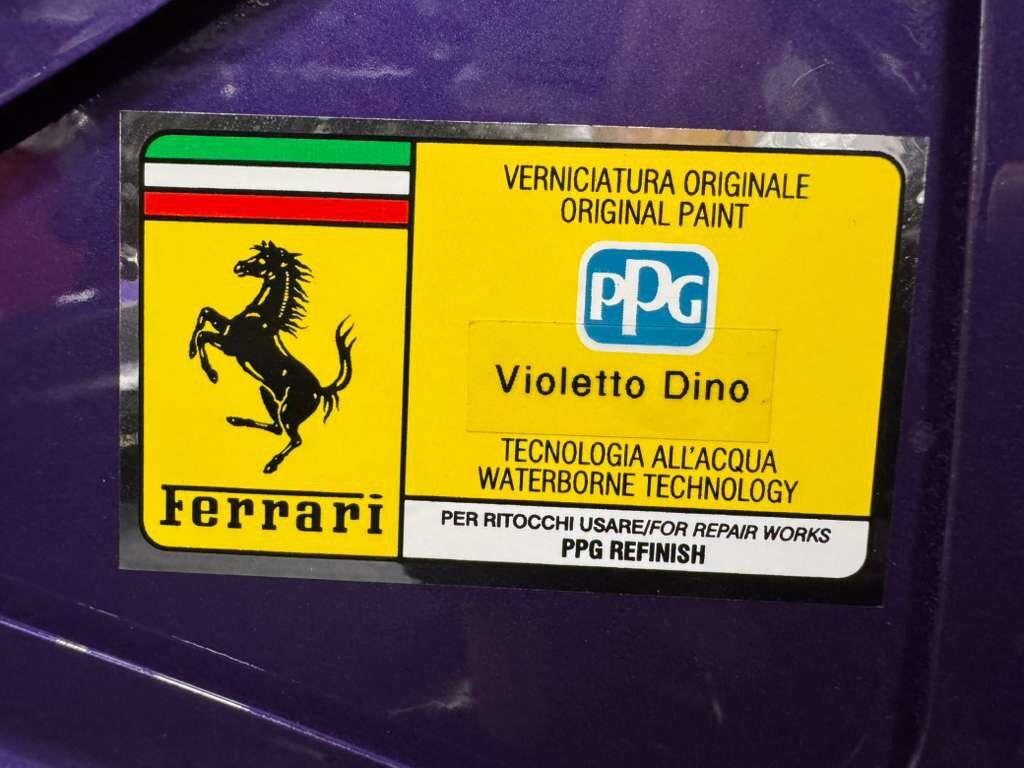 VERNICIATURA ORIGINALE
ORIGINAL PAINT
PPG
Violetto Dino
TECNOLOGIA ALL'ACQUA
WATERBORNE TECHNOLOGY
Ferrari
PER RITOCCHI USARE/FOR REPAIR WORKS
PPG REFINISH